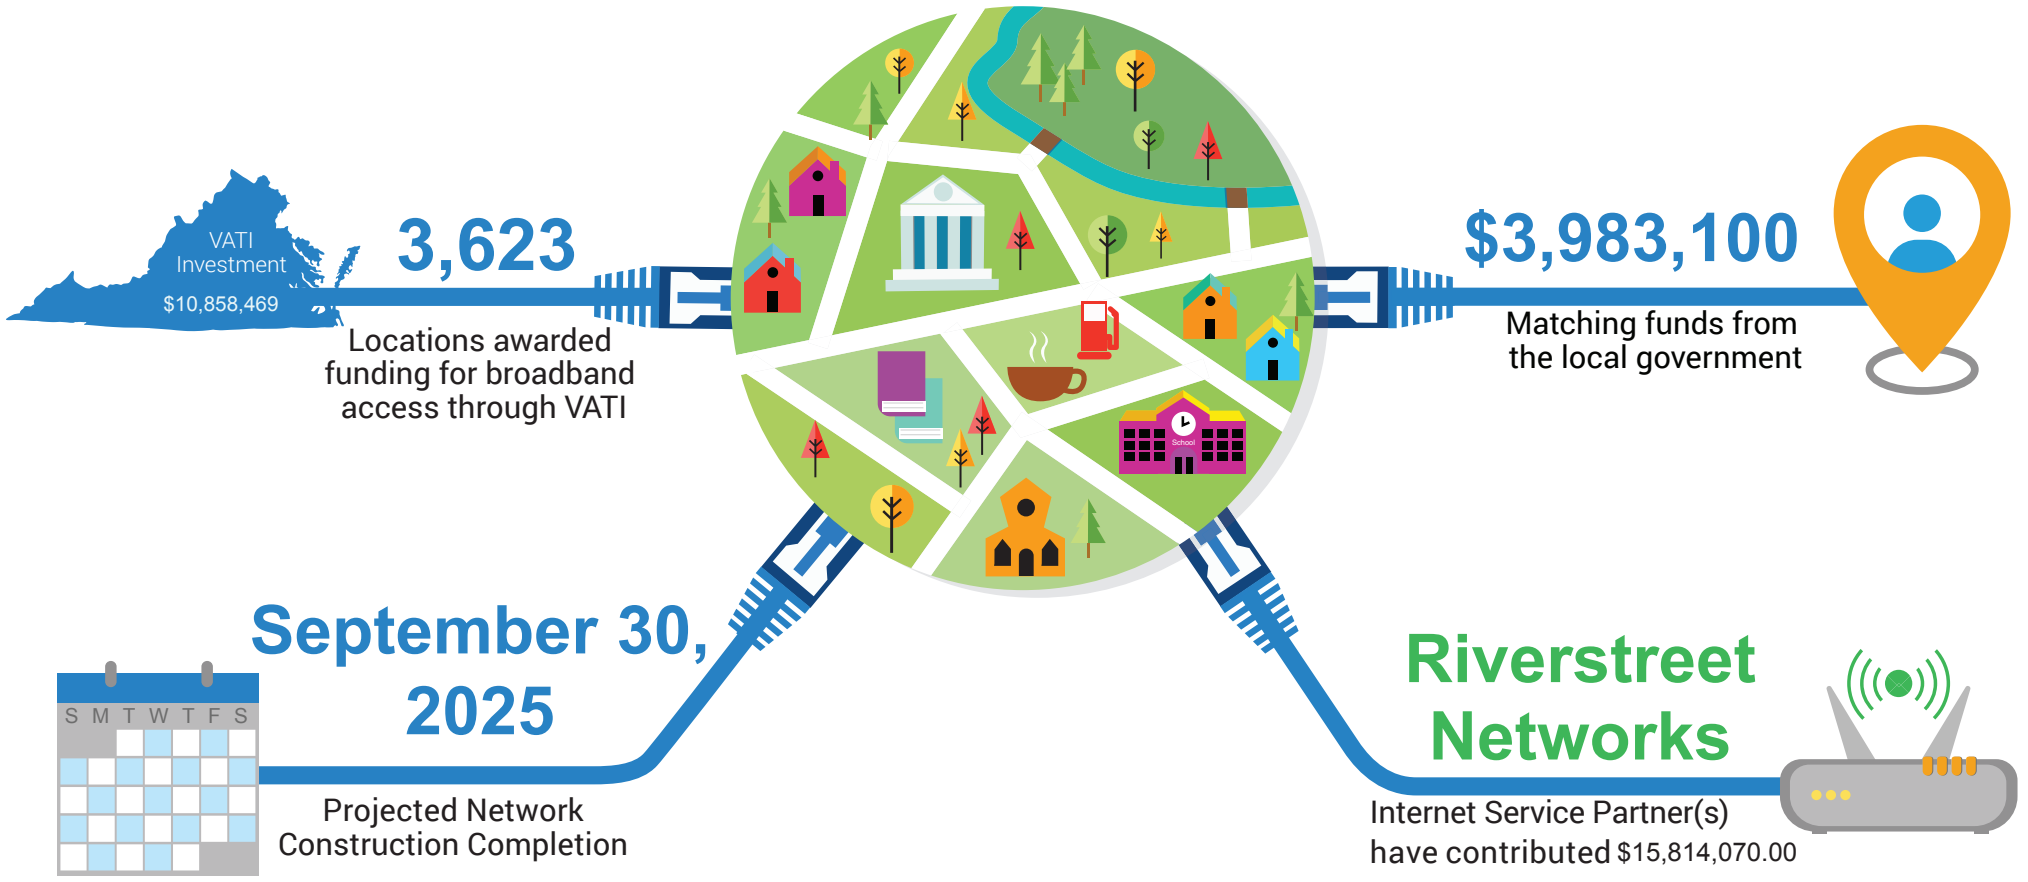 VATI
Investment
$10,858,469
3,623
Locations awarded
funding for broadband
access through VATI
$3,983,100
Matching funds from
the local government
School
September 30,
2025
S M T W T F S
Projected Network
Construction Completion
Riverstreet
Networks
Internet Service Partner(s)
have contributed $15,814,070.00